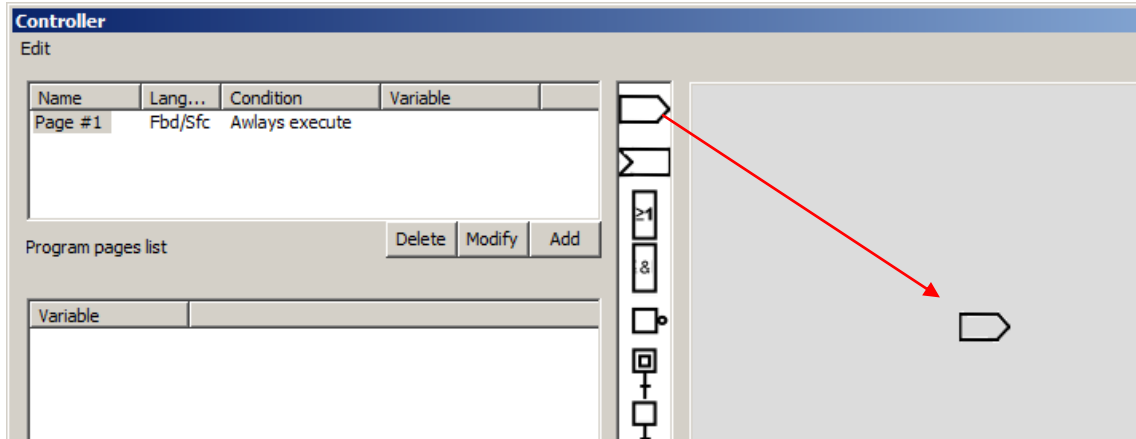 Controller
Edit
Name Lang... Condition Variable
Page #1 Fbd/Sfc Awlays execute
Program pages list Delete Modify Add
Variable
≥1
&